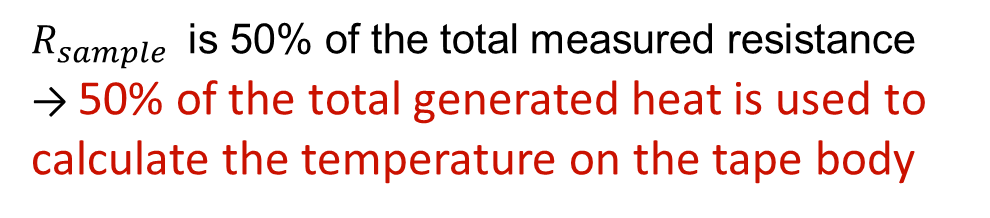 R_sample is 50% of the total measured resistance
→ 50% of the total generated heat is used to
calculate the temperature on the tape body